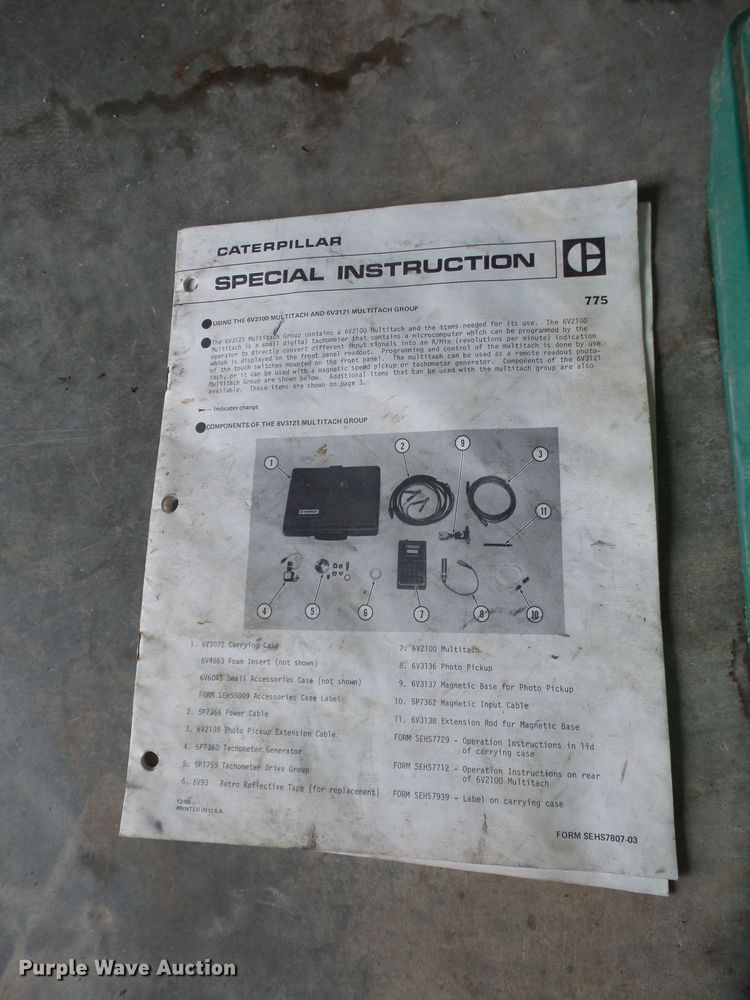 CATERPILLAR
SPECIAL INSTRUCTION
775
USING THE 6V2100 MULTITACH AND 6V3121 MULTITACH GROUP
The 6V3121 Multitach Group contains a 6V2100 Multitach and the items needed for its use. The 6V2100
Multitach is a small digital tachometer that contains a microcomputer which can be programmed by the
operator to directly convert different input signals into an R/Min (revolutions per minute) indication
which is displayed on the front panel readout. Programming and control of the multitach is done by use
of the touch switches mounted on the front panel. The multitach can be used as a remote readout photo-
tach, or it can be used with a magnetic speed pickup or tachometer generator. Components of the 6V3121
Multitach Group are shown below. Additional items that can be used with the multitach group are also
available. These items are shown on page 3.
— Indicates change
COMPONENTS OF THE 6V3121 MULTITACH GROUP
1
2
9
3
11
4
5
6
7
8
10
1. 6V3072 Carrying Case
6V4863 Foam Insert (not shown)
6V6045 Small Accessories Case (not shown)
FORM SEHS8009 Accessories Case Label
2. 5P7366 Power Cable
3. 6V2198 Photo Pickup Extension Cable
4. 5P7360 Tachometer Generator
5. 5P1759 Tachometer Drive Group
6. 6V93 Retro Reflective Tape (for replacement)
7. 6V2100 Multitach
8. 6V3136 Photo Pickup
9. 6V3137 Magnetic Base for Photo Pickup
10. 5P7362 Magnetic Input Cable
11. 6V3138 Extension Rod for Magnetic Base
FORM SEHS7729 – Operation Instructions in lid
of carrying case
FORM SEHS7712 – Operation Instructions on rear
of 6V2100 Multitach
FORM SEHS7939 – Label on carrying case
PRINTED IN U.S.A.
FORM SEHS7807-03
Purple Wave Auction